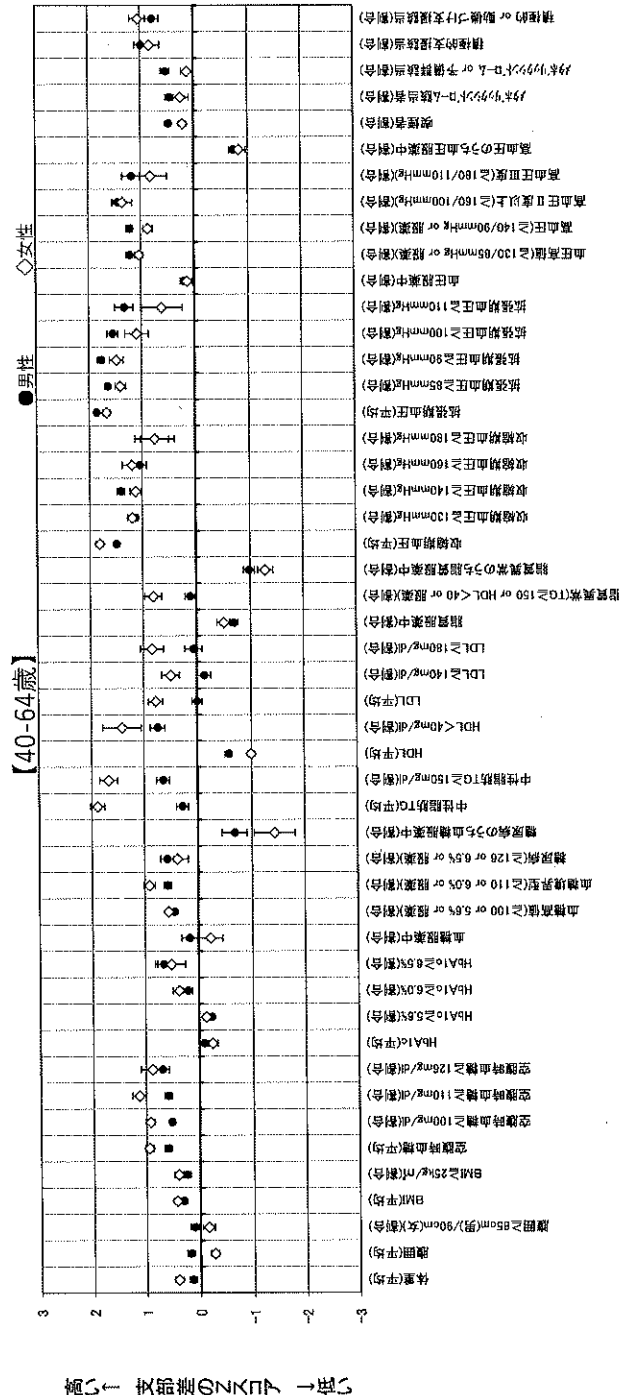 【40-64歳】
●男性
◇女性
高い← 支部差のZスコア →低い
3
2
1
0
-1
-2
-3
体重(平均)
腹囲(平均)
腹囲≧85cm(男)/90cm(女)(割合)
BMI(平均)
BMI≧25kg/㎡(割合)
空腹時血糖(平均)
空腹時血糖≧100mg/dl(割合)
空腹時血糖≧110mg/dl(割合)
空腹時血糖≧126mg/dl(割合)
HbA1c(平均)
HbA1c≧5.6%(割合)
HbA1c≧6.0%(割合)
HbA1c≧6.5%(割合)
血糖服薬中(割合)
血糖高値(≧100 or 5.6% or 服薬)(割合)
血糖境界型(≧110 or 6.0% or 服薬)(割合)
糖尿病(≧126 or 6.5% or 服薬)(割合)
糖尿病のうち血糖服薬中(割合)
中性脂肪TG(平均)
中性脂肪TG≧150mg/dl(割合)
HDL(平均)
HDL<40mg/dl(割合)
LDL(平均)
LDL≧140mg/dl(割合)
LDL≧180mg/dl(割合)
脂質服薬中(割合)
脂質異常(TG≧150 or HDL<40 or 服薬)(割合)
脂質異常のうち脂質服薬中(割合)
収縮期血圧(平均)
収縮期血圧≧130mmHg(割合)
収縮期血圧≧140mmHg(割合)
収縮期血圧≧160mmHg(割合)
収縮期血圧≧180mmHg(割合)
拡張期血圧(平均)
拡張期血圧≧85mmHg(割合)
拡張期血圧≧90mmHg(割合)
拡張期血圧≧100mmHg(割合)
拡張期血圧≧110mmHg(割合)
血圧服薬中(割合)
血圧高値(≧130/85mmHg or 服薬)(割合)
高血圧(≧140/90mmHg or 服薬)(割合)
高血圧Ⅱ度以上(≧160/100mmHg)(割合)
高血圧Ⅲ度(≧180/110mmHg)(割合)
高血圧のうち血圧服薬中(割合)
喫煙者(割合)
メタボリックシンドローム該当者(割合)
メタボリックシンドローム or 予備群該当(割合)
積極的支援該当(割合)
積極的 or 動機づけ支援該当(割合)